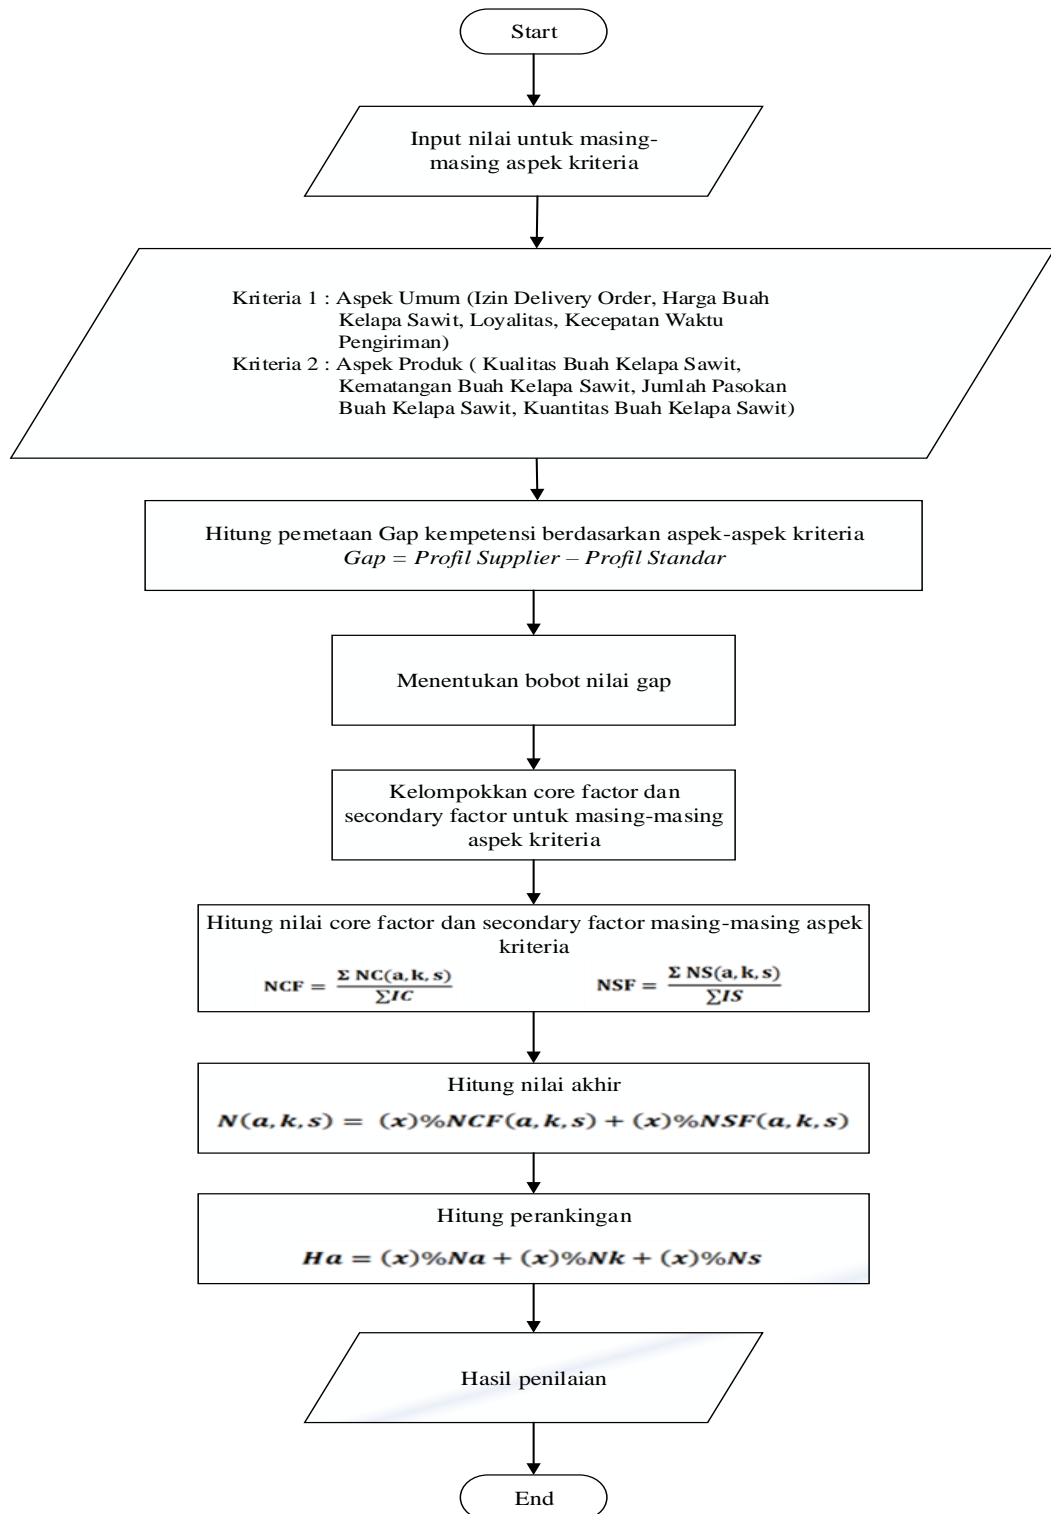 Start
Input nilai untuk masing-
masing aspek kriteria
Kriteria 1 : Aspek Umum (Izin Delivery Order, Harga Buah
Kelapa Sawit, Loyalitas, Kecepatan Waktu
Pengiriman)
Kriteria 2 : Aspek Produk ( Kualitas Buah Kelapa Sawit,
Kematangan Buah Kelapa Sawit, Jumlah Pasokan
Buah Kelapa Sawit, Kuantitas Buah Kelapa Sawit)
Hitung pemetaan Gap kempetensi berdasarkan aspek-aspek kriteria
Gap = Profil Supplier – Profil Standar
Menentukan bobot nilai gap
Kelompokkan core factor dan
secondary factor untuk masing-masing
aspek kriteria
Hitung nilai core factor dan secondary factor masing-masing aspek
kriteria
NCF = Σ NC(a, k, s) / ΣIC NSF = Σ NS(a, k, s) / ΣIS
Hitung nilai akhir
N(a, k, s) = (x)%NCF(a, k, s) + (x)%NSF(a, k, s)
Hitung perankingan
Ha = (x)%Na + (x)%Nk + (x)%Ns
Hasil penilaian
End